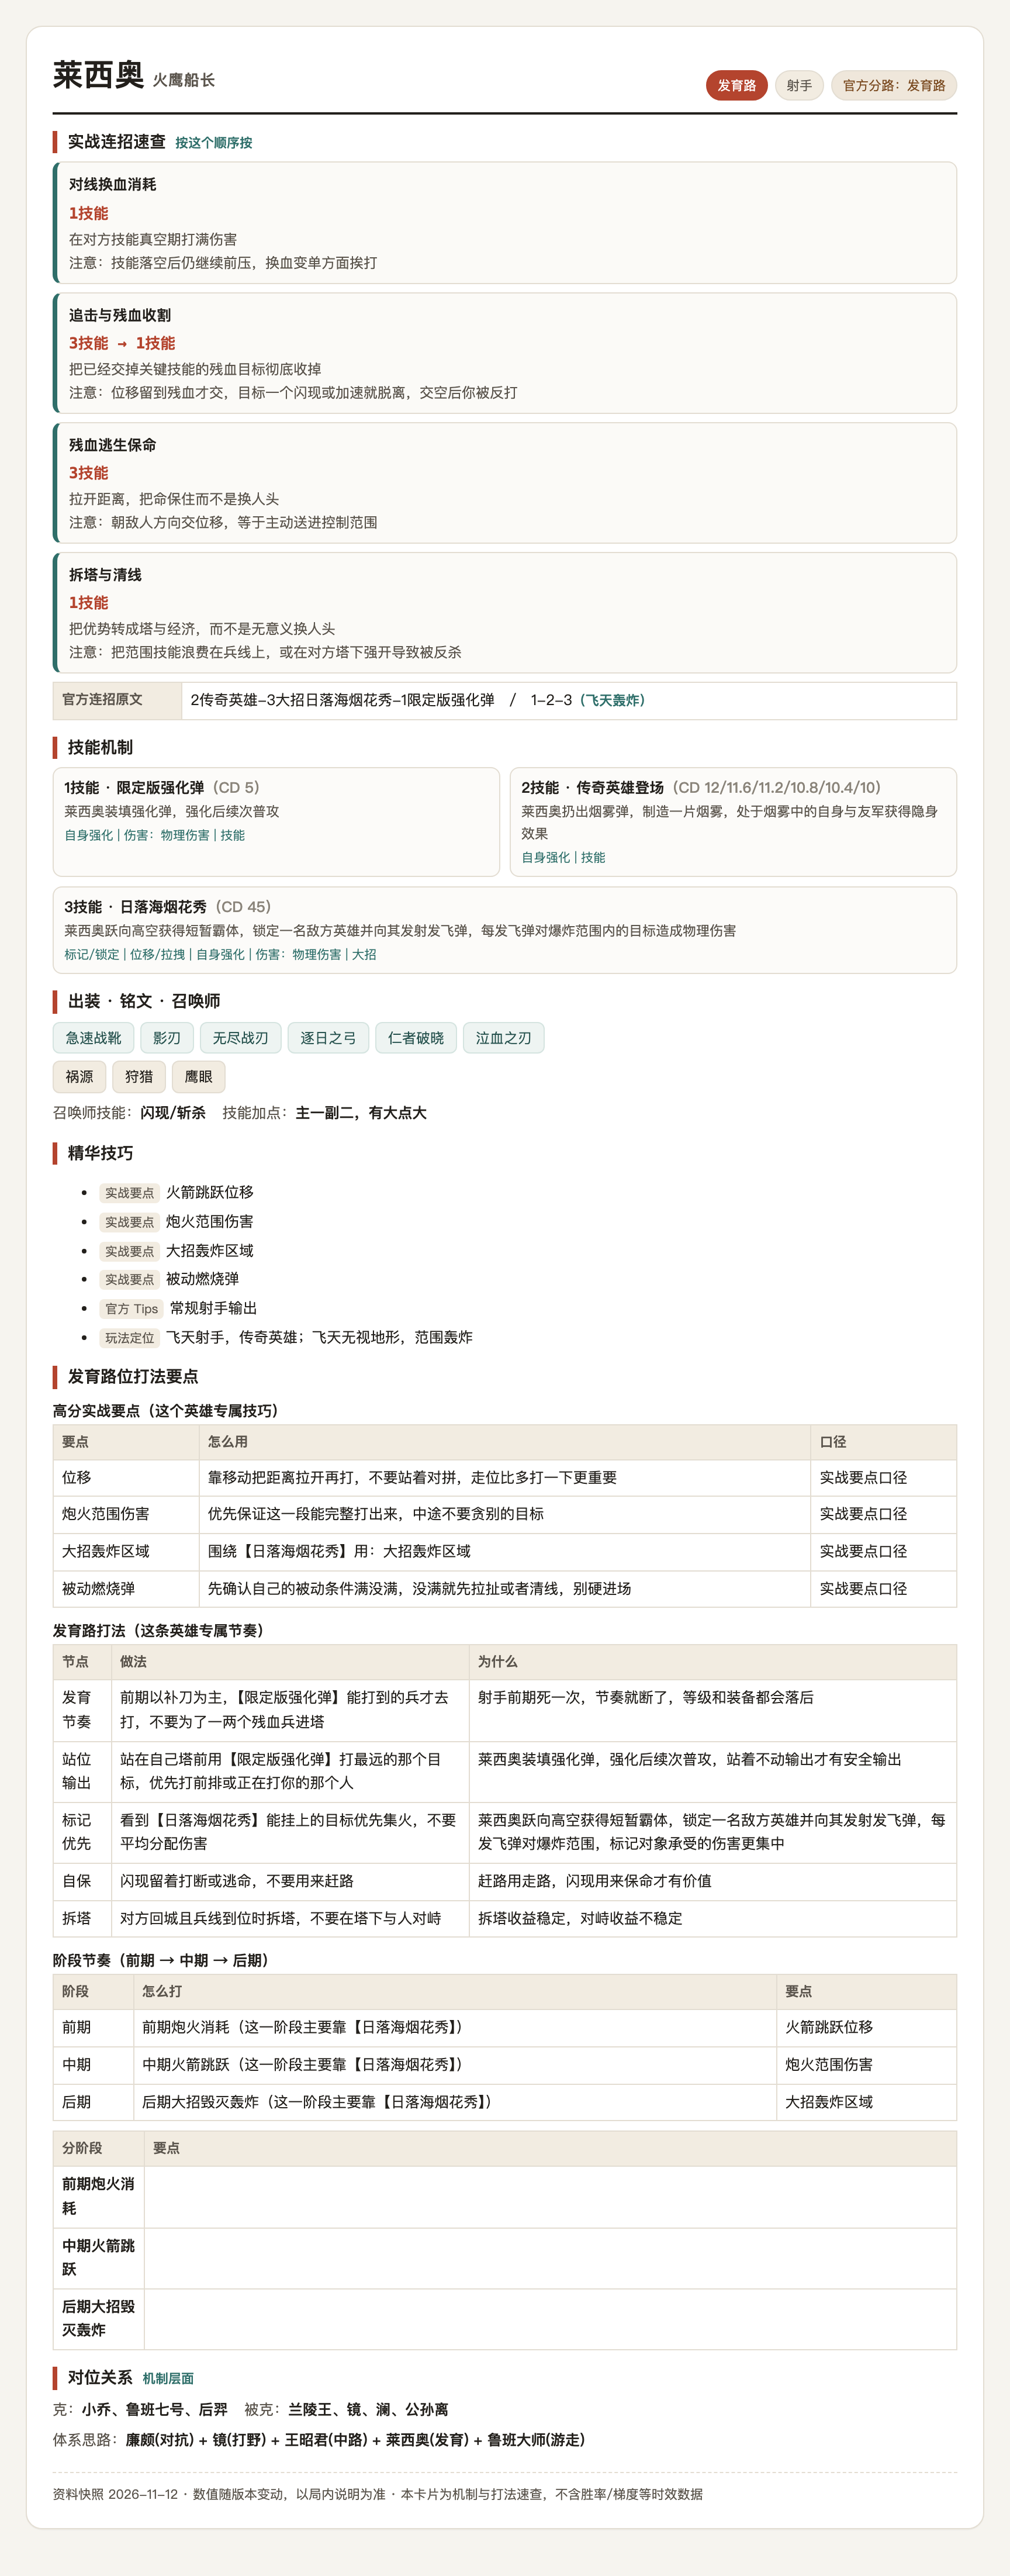 莱西奥 火鹰船长
发育路 射手 官方分路：发育路
实战连招速查 按这个顺序按
对线换血消耗
1技能
在对方技能真空期打满伤害
注意：技能落空后仍继续前压，换血变单方面挨打
追击与残血收割
3技能 → 1技能
把已经交掉关键技能的残血目标彻底收掉
注意：位移留到残血才交，目标一个闪现或加速就脱离，交空后你被反打
残血逃生保命
3技能
拉开距离，把命保住而不是换人头
注意：朝敌人方向交位移，等于主动送进控制范围
拆塔与清线
1技能
把优势转成塔与经济，而不是无意义换人头
注意：把范围技能浪费在兵线上，或在对方塔下强开导致被反杀
官方连招原文 2传奇英雄-3大招日落海烟花秀-1限定版强化弹 / 1-2-3（飞天轰炸）
技能机制
1技能 · 限定版强化弹（CD 5）
莱西奥装填强化弹，强化后续次普攻
自身强化 | 伤害：物理伤害 | 技能
2技能 · 传奇英雄登场（CD 12/11.6/11.2/10.8/10.4/10）
莱西奥扔出烟雾弹，制造一片烟雾，处于烟雾中的自身与友军获得隐身
效果
自身强化 | 技能
3技能 · 日落海烟花秀（CD 45）
莱西奥跃向高空获得短暂霸体，锁定一名敌方英雄并向其发射发飞弹，每发飞弹对爆炸范围内的目标造成物理伤害
标记/锁定 | 位移/拉拽 | 自身强化 | 伤害：物理伤害 | 大招
出装 · 铭文 · 召唤师
急速战靴 影刃 无尽战刃 逐日之弓 仁者破晓 泣血之刃
祸源 狩猎 鹰眼
召唤师技能：闪现/斩杀 技能加点：主一副二，有大点大
精华技巧
• 实战要点 火箭跳跃位移
• 实战要点 炮火范围伤害
• 实战要点 大招轰炸区域
• 实战要点 被动燃烧弹
• 官方 Tips 常规射手输出
• 玩法定位 飞天射手，传奇英雄；飞天无视地形，范围轰炸
发育路位打法要点
高分实战要点（这个英雄专属技巧）
要点 怎么用 口径
位移 靠移动把距离拉开再打，不要站着对拼，走位比多打一下更重要 实战要点口径
炮火范围伤害 优先保证这一段能完整打出来，中途不要贪别的目标 实战要点口径
大招轰炸区域 围绕【日落海烟花秀】用：大招轰炸区域 实战要点口径
被动燃烧弹 先确认自己的被动条件满没满，没满就先拉扯或者清线，别硬进场 实战要点口径
发育路打法（这条英雄专属节奏）
节点 做法 为什么
发育 前期以补刀为主，【限定版强化弹】能打到的兵才去 射手前期死一次，节奏就断了，等级和装备都会落后
节奏 打，不要为了一两个残血兵进塔
站位 站在自己塔前用【限定版强化弹】打最远的那个目 莱西奥装填强化弹，强化后续次普攻，站着不动输出才有安全输出
输出 标，优先打前排或正在打你的那个人
标记 看到【日落海烟花秀】能挂上的目标优先集火，不要 莱西奥跃向高空获得短暂霸体，锁定一名敌方英雄并向其发射发飞弹，每
优先 平均分配伤害 发飞弹对爆炸范围，标记对象承受的伤害更集中
自保 闪现留着打断或逃命，不要用来赶路 赶路用走路，闪现用来保命才有价值
拆塔 对方回城且兵线到位时拆塔，不要在塔下与人对峙 拆塔收益稳定，对峙收益不稳定
阶段节奏（前期 → 中期 → 后期）
阶段 怎么打 要点
前期 前期炮火消耗（这一阶段主要靠【日落海烟花秀】） 火箭跳跃位移
中期 中期火箭跳跃（这一阶段主要靠【日落海烟花秀】） 炮火范围伤害
后期 后期大招毁灭轰炸（这一阶段主要靠【日落海烟花秀】） 大招轰炸区域
分阶段 要点
前期炮火消
耗
中期火箭跳
跃
后期大招毁
灭轰炸
对位关系 机制层面
克：小乔、鲁班七号、后羿 被克：兰陵王、镜、澜、公孙离
体系思路：廉颇(对抗) + 镜(打野) + 王昭君(中路) + 莱西奥(发育) + 鲁班大师(游走)
资料快照 2026-11-12 · 数值随版本变动，以局内说明为准 · 本卡片为机制与打法速查，不含胜率/梯度等时效数据